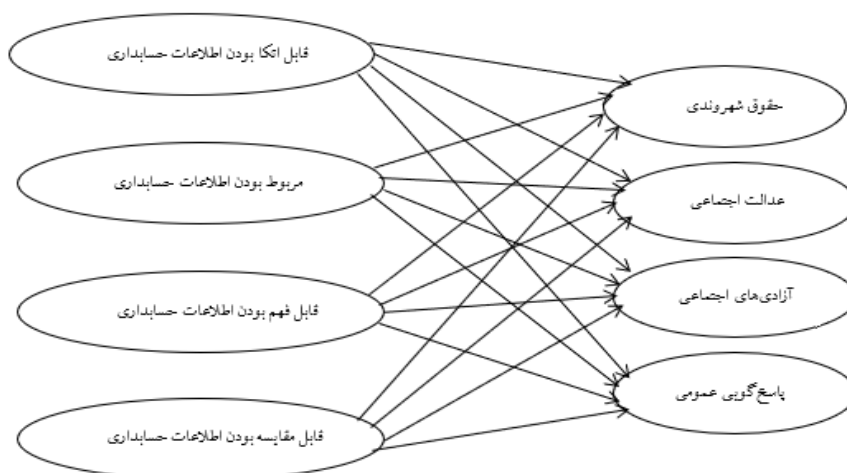 قابل اتکا بودن اطلاعات حسابداری
مربوط بودن اطلاعات حسابداری
قابل فهم بودن اطلاعات حسابداری
قابل مقایسه بودن اطلاعات حسابداری
حقوق شهروندی
عدالت اجتماعی
آزادی‌های اجتماعی
پاسخ‌گویی عمومی